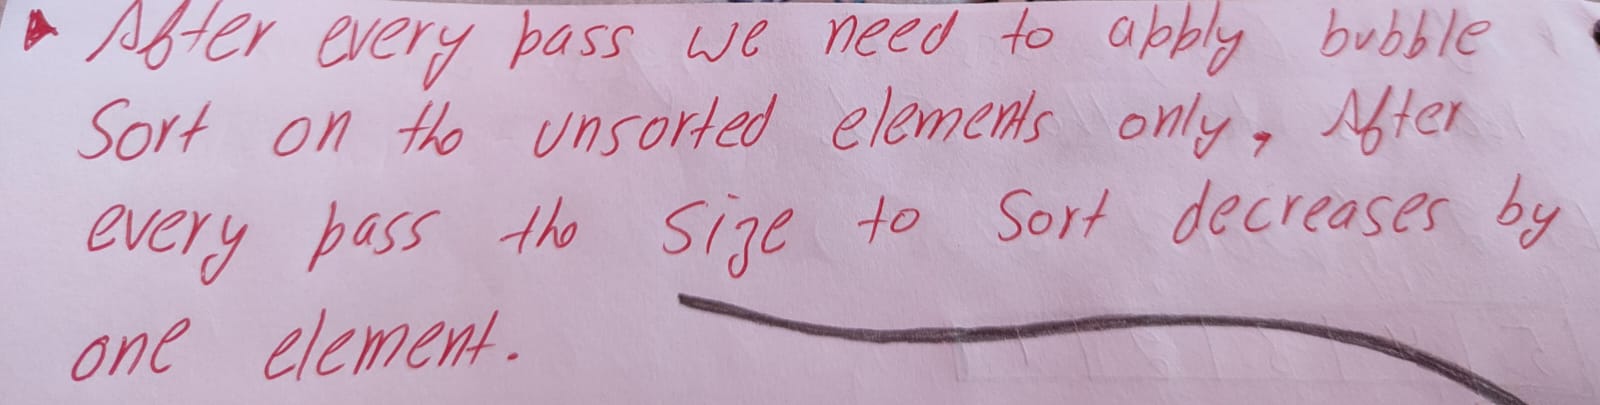 After every pass we need to apply bubble
Sort on the unsorted elements only, After
every pass the Size to Sort decreases by
one element.